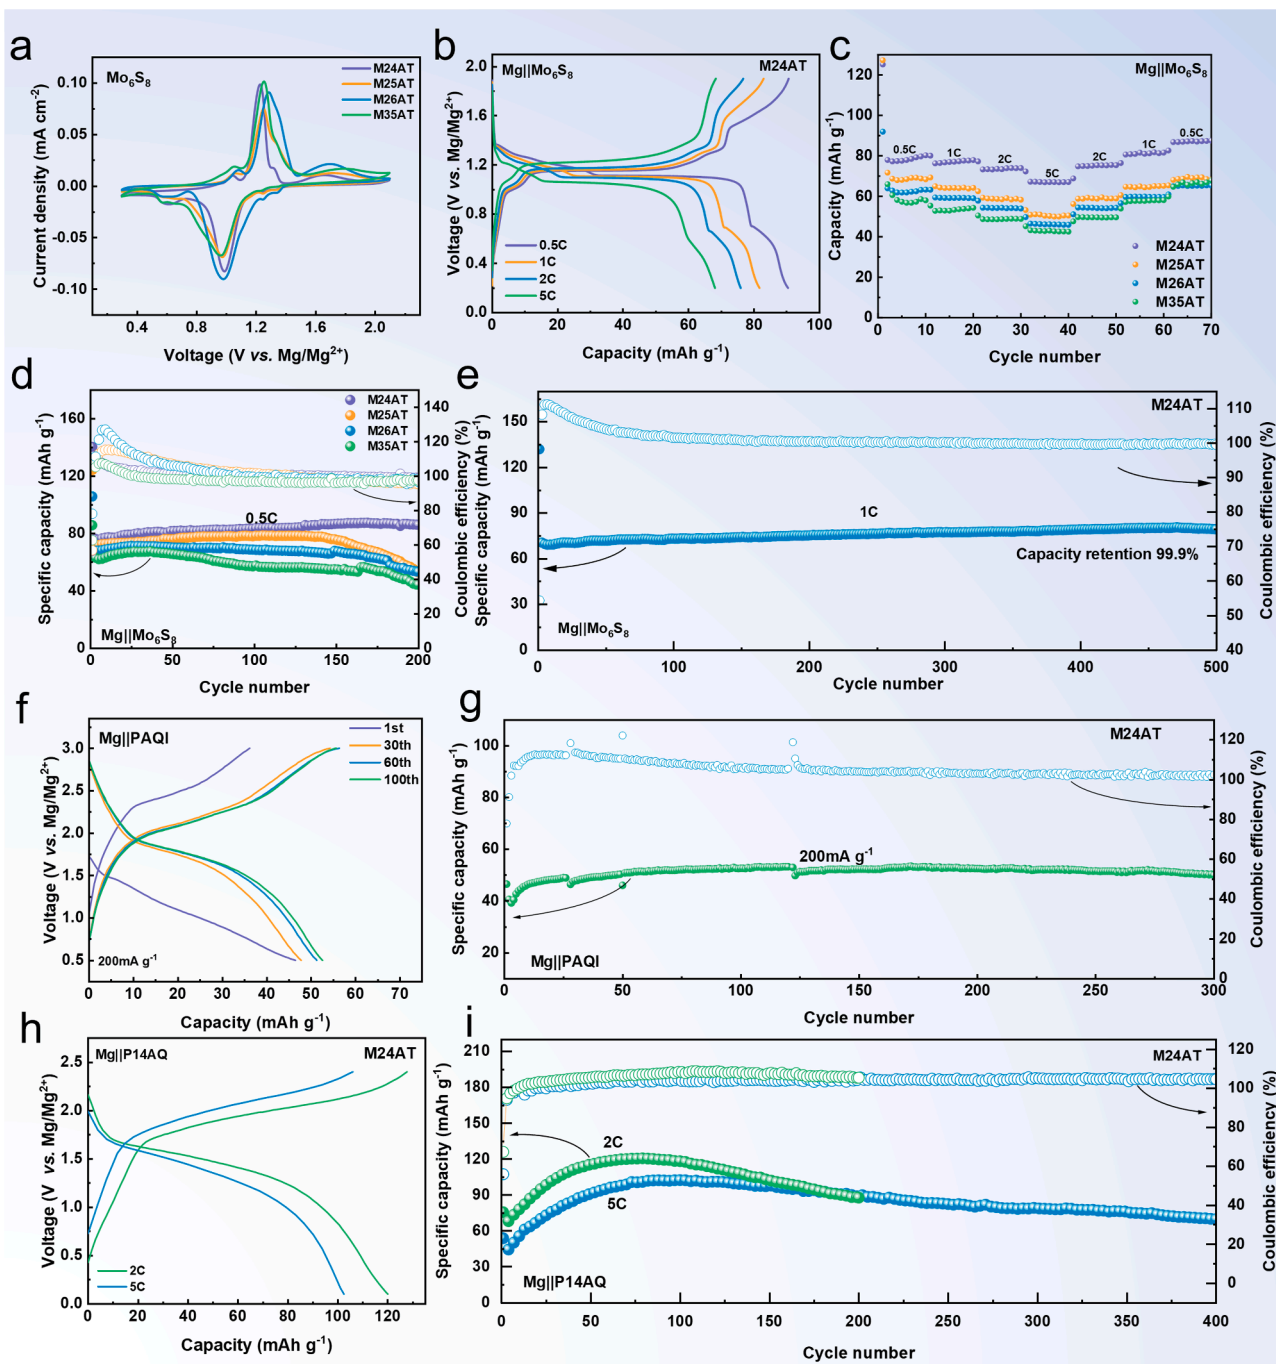 a
Mo6S8
M24AT
M25AT
M26AT
M35AT
Current density (mA cm-2)
0.10
0.05
0.00
-0.05
-0.10
0.4
0.8
1.2
1.6
2.0
Voltage (V vs. Mg/Mg2+)
b
Mg||Mo6S8
M24AT
Voltage (V vs. Mg/Mg2+)
2.0
1.6
1.2
0.8
0.4
0.0
0.5C
1C
2C
5C
0
20
40
60
80
100
Capacity (mAh g-1)
c
Mg||Mo6S8
Capacity (mAh g-1)
120
100
80
60
40
20
0
0.5C
1C
2C
5C
2C
1C
0.5C
M24AT
M25AT
M26AT
M35AT
0
10
20
30
40
50
60
70
Cycle number
d
M24AT
M25AT
M26AT
M35AT
Specific capacity (mAh g-1)
160
120
80
40
0
0.5C
Mg||Mo6S8
140
120
100
80
60
40
20
0
Coulombic efficiency (%)
0
50
100
150
200
Cycle number
e
M24AT
Specific capacity (mAh g-1)
150
120
90
60
30
0
1C
Capacity retention 99.9%
Mg||Mo6S8
110
100
90
80
70
60
50
40
Coulombic efficiency (%)
0
100
200
300
400
500
Cycle number
f
Mg||PAQI
1st
30th
60th
100th
Voltage (V vs. Mg/Mg2+)
3.0
2.5
2.0
1.5
1.0
0.5
200mA g-1
0
10
20
30
40
50
60
70
Capacity (mAh g-1)
g
M24AT
Specific capacity (mAh g-1)
100
80
60
40
20
200mA g-1
Mg||PAQI
120
100
80
60
40
20
0
Coulombic efficiency (%)
0
50
100
150
200
250
300
Cycle number
h
Mg||P14AQ
M24AT
Voltage (V vs. Mg/Mg2+)
2.5
2.0
1.5
1.0
0.5
0.0
2C
5C
0
20
40
60
80
100
120
Capacity (mAh g-1)
i
M24AT
Specific capacity (mAh g-1)
210
180
150
120
90
60
30
0
2C
5C
Mg||P14AQ
120
100
80
60
40
20
0
Coulombic efficiency (%)
0
50
100
150
200
250
300
350
400
Cycle number